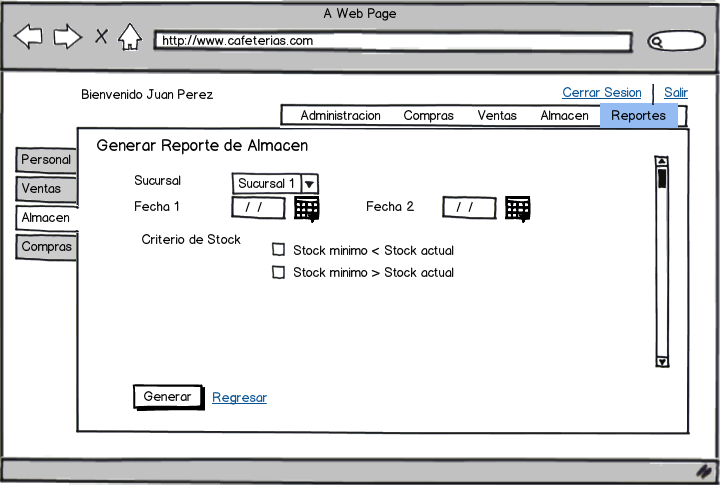 A Web Page
http://www.cafeterias.com
Bienvenido Juan Perez
Cerrar Sesion
Salir
Administracion Compras Ventas Almacen Reportes
Generar Reporte de Almacen
Personal
Ventas
Almacen
Compras
Sucursal Sucursal 1
Fecha 1 / / Fecha 2 / /
Criterio de Stock
Stock minimo < Stock actual
Stock minimo > Stock actual
Generar Regresar